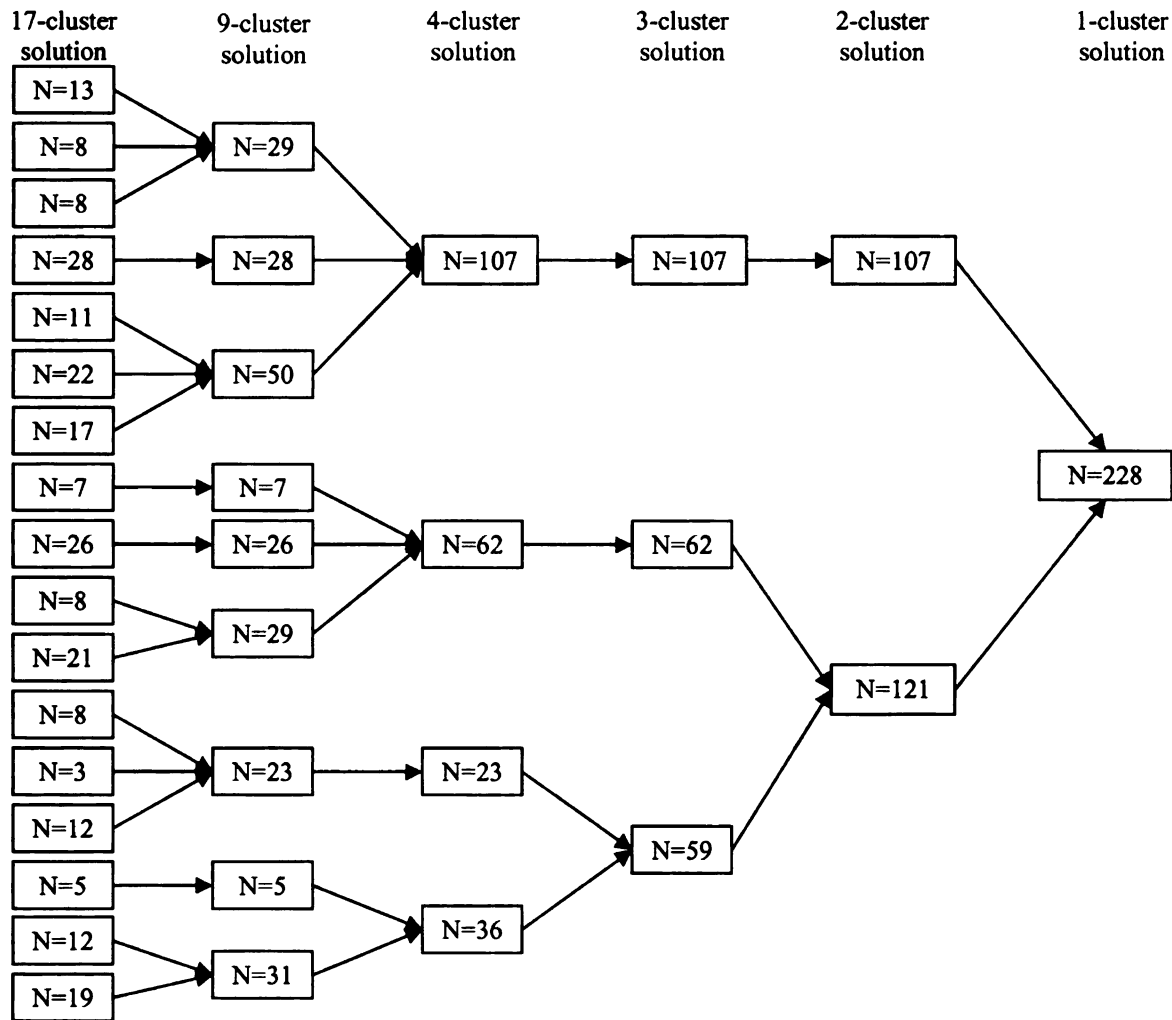 17-cluster solution
9-cluster solution
4-cluster solution
3-cluster solution
2-cluster solution
1-cluster solution
N=13
N=8
N=8
N=28
N=11
N=22
N=17
N=7
N=26
N=8
N=21
N=8
N=3
N=12
N=5
N=12
N=19
N=29
N=28
N=50
N=7
N=26
N=29
N=23
N=5
N=31
N=107
N=62
N=23
N=36
N=107
N=62
N=59
N=107
N=121
N=228